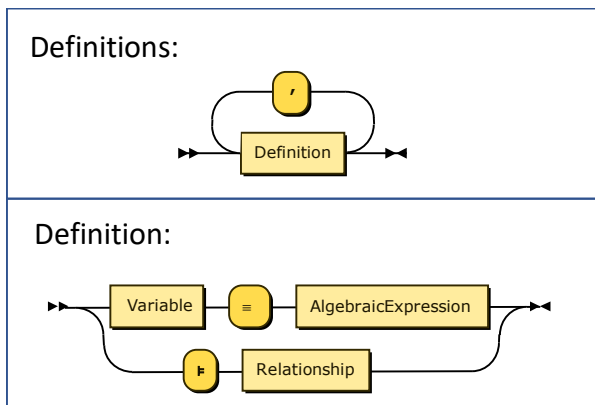 Definitions:
,
Definition
Definition:
Variable ≡ AlgebraicExpression
⊧ Relationship